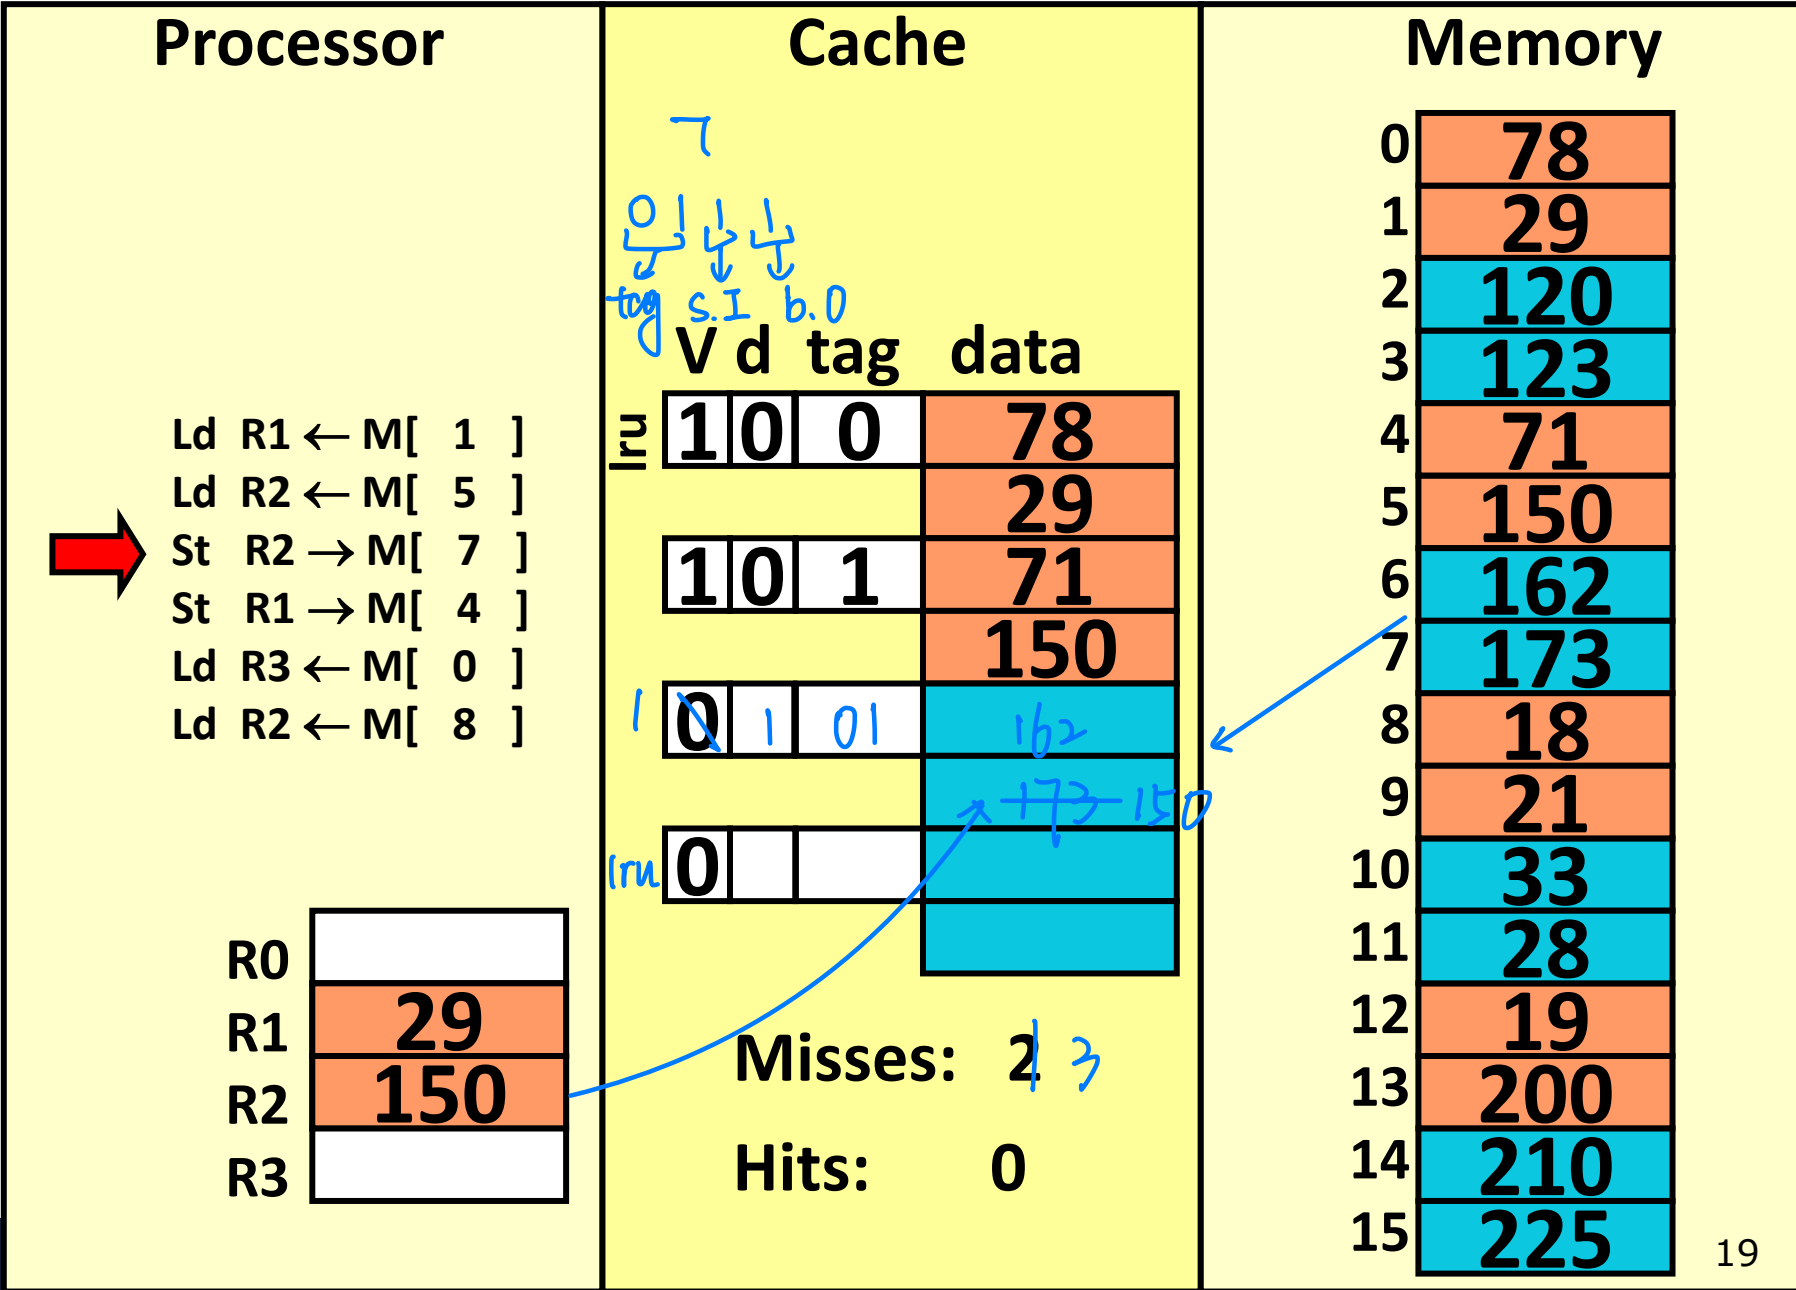 Processor
Ld R1 ← M[ 1 ]
Ld R2 ← M[ 5 ]
St R2 → M[ 7 ]
St R1 → M[ 4 ]
Ld R3 ← M[ 0 ]
Ld R2 ← M[ 8 ]
R0
R1 29
R2 150
R3
Cache
7
0 1 1 1
tag s.I b.0
V d tag data
lru 1 0 0 78
29
1 0 1 71
150
1 0 1 01 162
173 150
lru 0
Misses: 2 3
Hits: 0
Memory
0 78
1 29
2 120
3 123
4 71
5 150
6 162
7 173
8 18
9 21
10 33
11 28
12 19
13 200
14 210
15 225
19